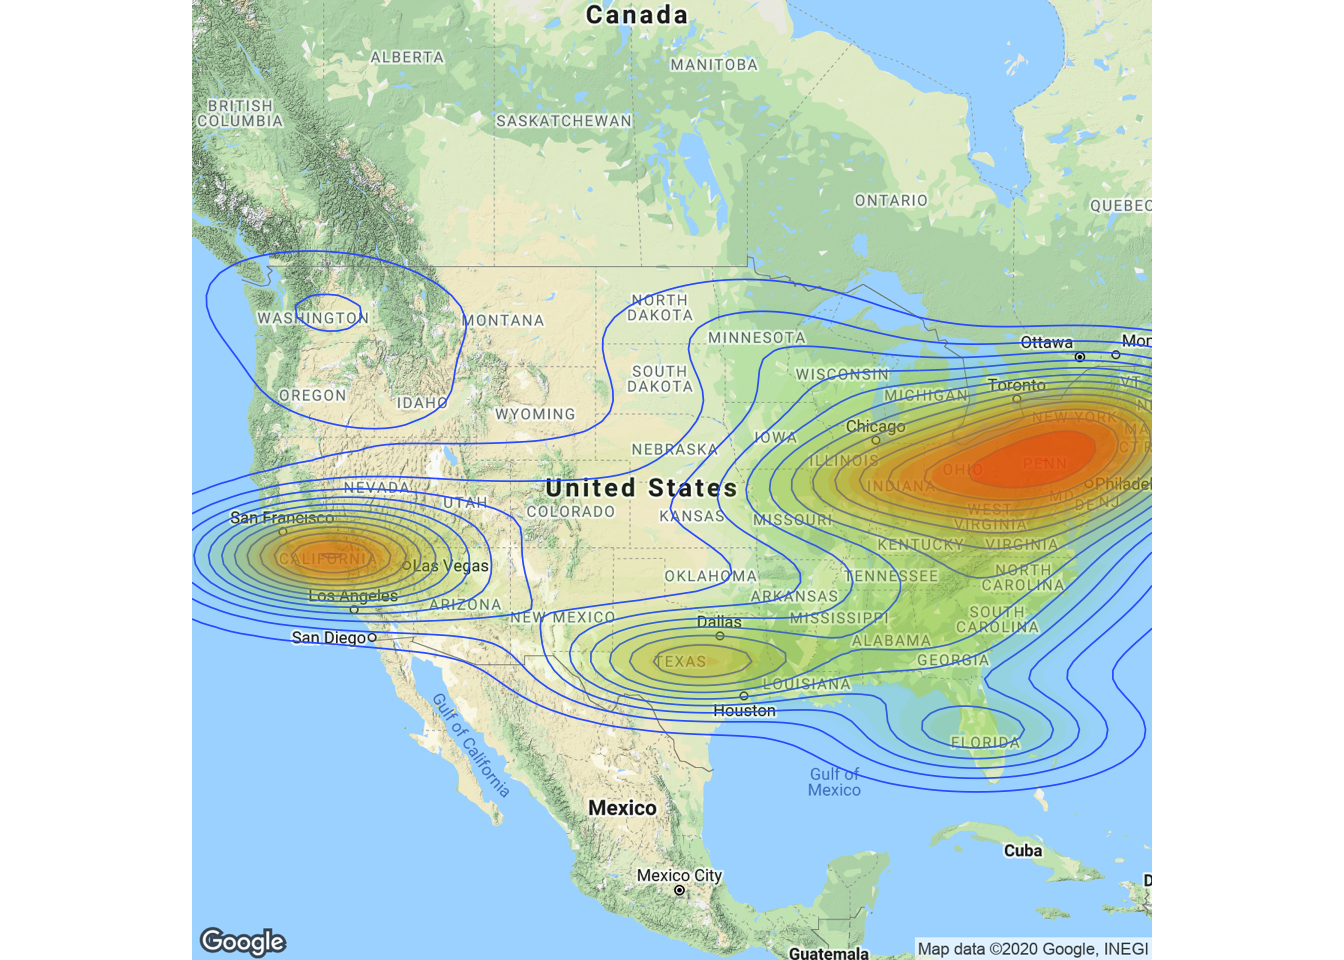 Canada
ALBERTA
MANITOBA
BRITISH
COLUMBIA
SASKATCHEWAN
ONTARIO
QUEBEC
WASHINGTON
MONTANA
NORTH
DAKOTA
MINNESOTA
Ottawa
Mon
OREGON
IDAHO
WYOMING
SOUTH
DAKOTA
WISCONSIN
MICHIGAN
Toronto
VT
NEW YORK
MA
CT
Chicago
IOWA
NEBRASKA
ILLINOIS
INDIANA
OHIO
PENN
Philadel
NEVADA
UTAH
United States
COLORADO
KANSAS
MISSOURI
WEST
VIRGINIA
MD
DE
NJ
San Francisco
KENTUCKY
VIRGINIA
CALIFORNIA
Las Vegas
OKLAHOMA
TENNESSEE
NORTH
CAROLINA
Los Angeles
ARIZONA
NEW MEXICO
ARKANSAS
MISSISSIPPI
SOUTH
CAROLINA
San Diego
Dallas
ALABAMA
GEORGIA
TEXAS
LOUISIANA
Houston
FLORIDA
Gulf of California
Gulf of
Mexico
Mexico
Cuba
Mexico City
Guatemala
Google
Map data ©2020 Google, INEGI